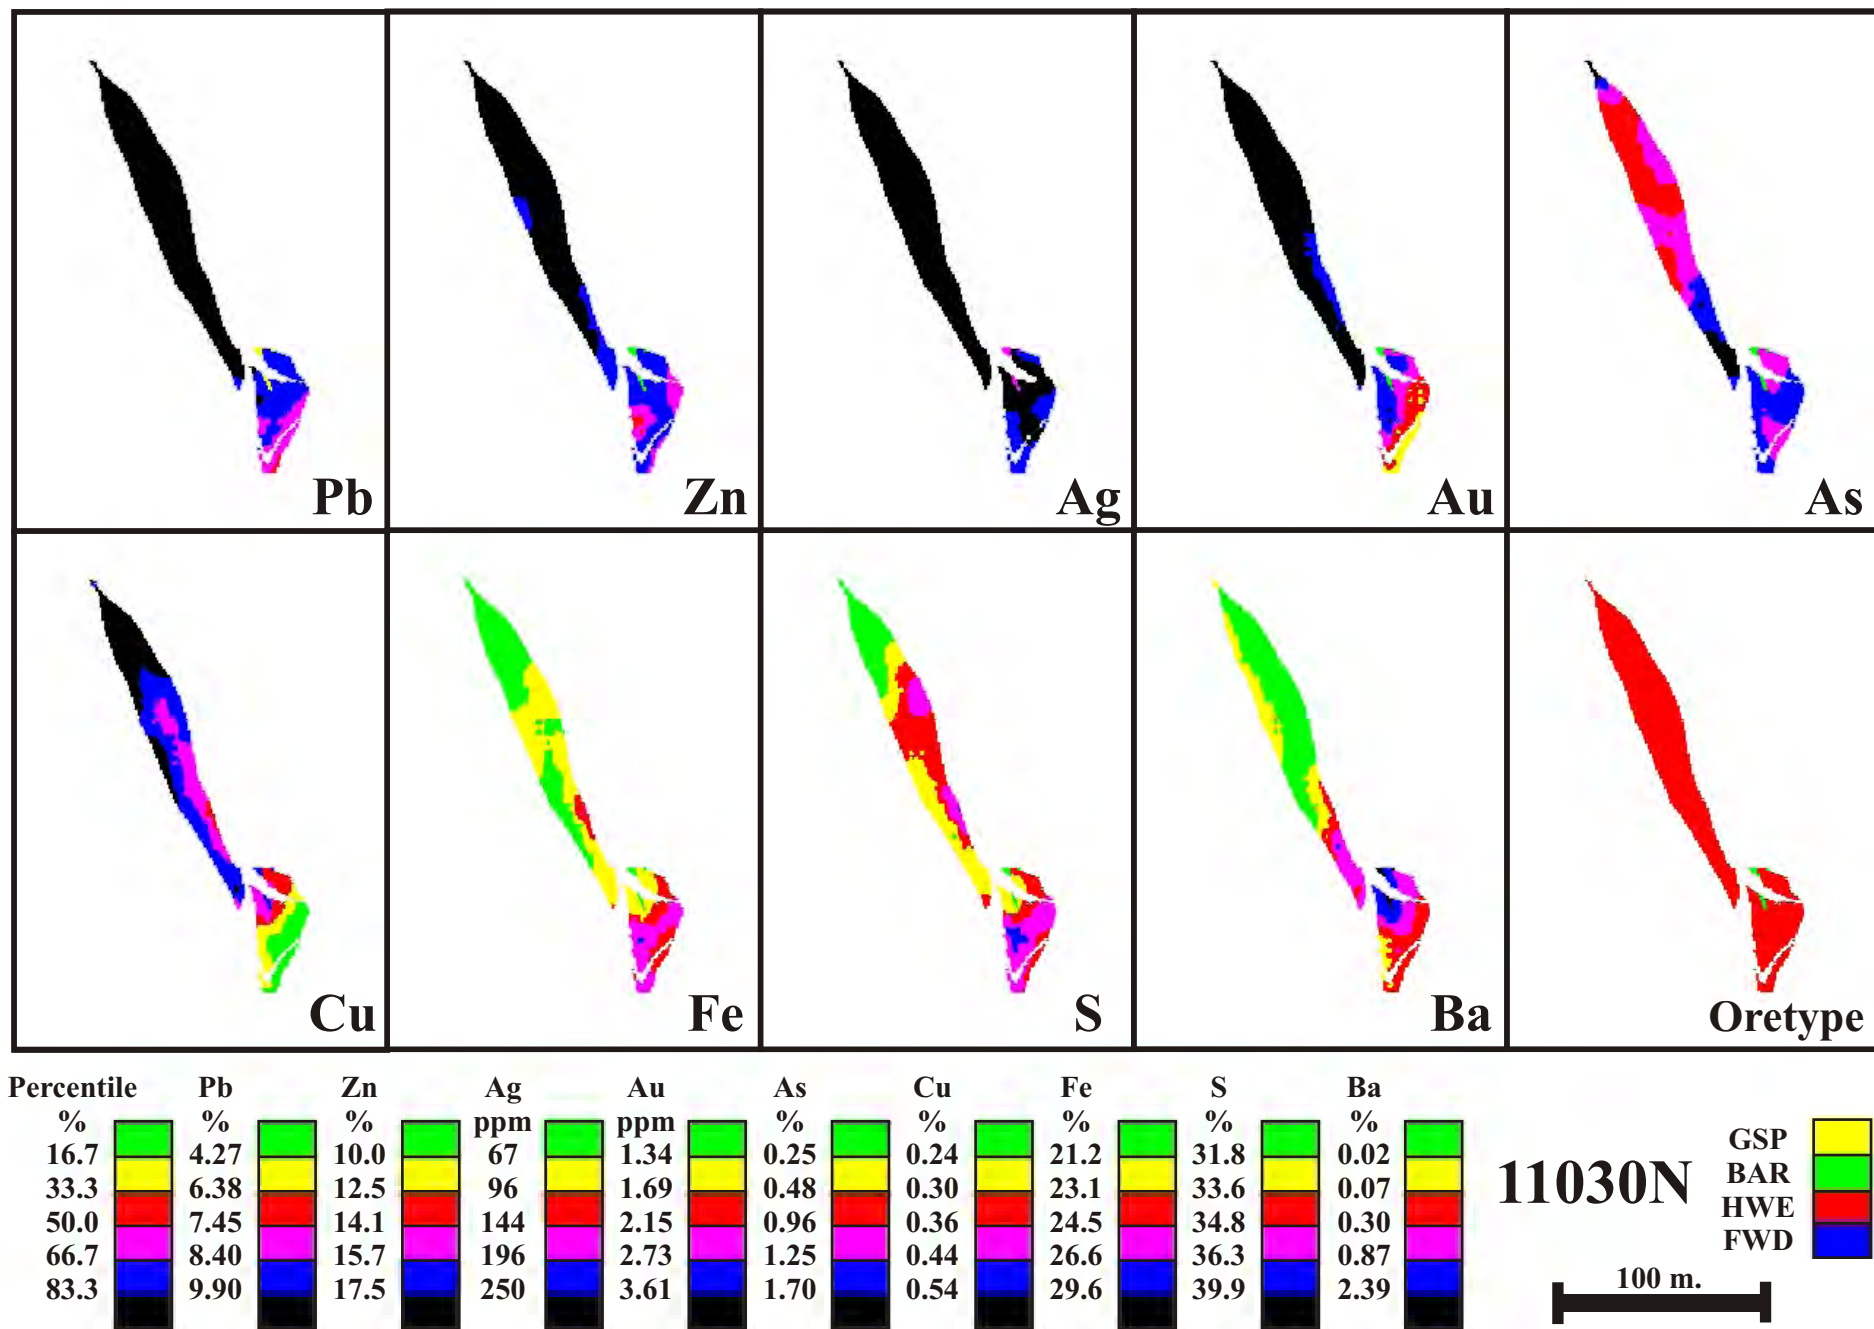 Pb
Zn
Ag
Au
As
Cu
Fe
S
Ba
Oretype
Percentile Pb Zn Ag Au As Cu Fe S Ba
% % % ppm ppm % % % % %
16.7 4.27 10.0 67 1.34 0.25 0.24 21.2 31.8 0.02
33.3 6.38 12.5 96 1.69 0.48 0.30 23.1 33.6 0.07
50.0 7.45 14.1 144 2.15 0.96 0.36 24.5 34.8 0.30
66.7 8.40 15.7 196 2.73 1.25 0.44 26.6 36.3 0.87
83.3 9.90 17.5 250 3.61 1.70 0.54 29.6 39.9 2.39
11030N
GSP
BAR
HWE
FWD
100 m.